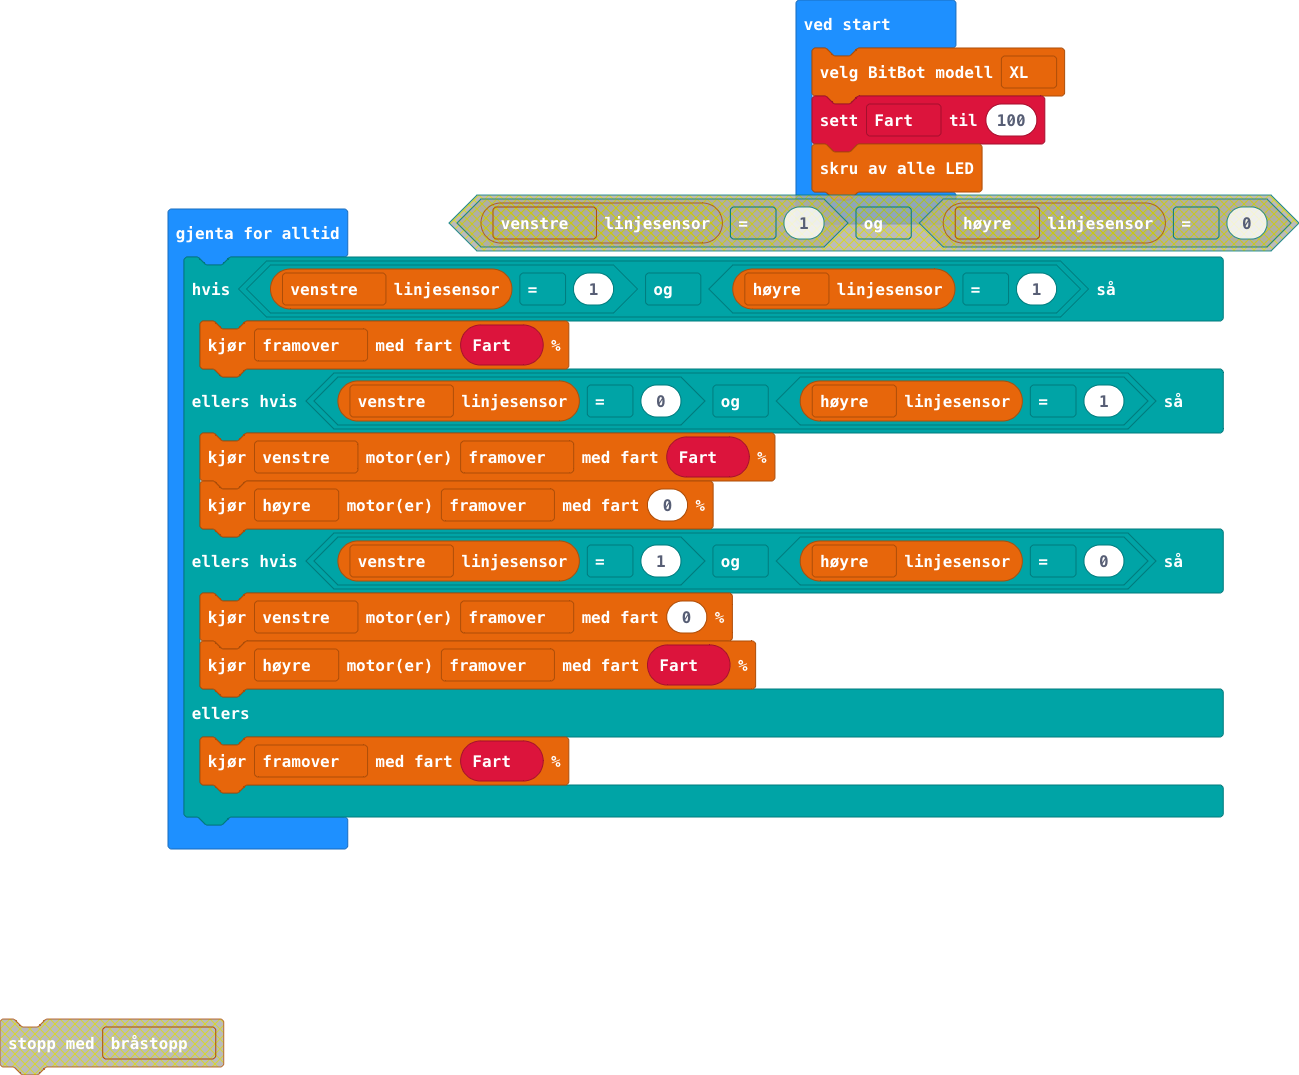 ved start
velg BitBot modell XL
sett Fart til 100
skru av alle LED
venstre linjesensor = 1 og høyre linjesensor = 0
gjenta for alltid
hvis venstre linjesensor = 1 og høyre linjesensor = 1 så
kjør framover med fart Fart %
ellers hvis venstre linjesensor = 0 og høyre linjesensor = 1 så
kjør venstre motor(er) framover med fart Fart %
kjør høyre motor(er) framover med fart 0 %
ellers hvis venstre linjesensor = 1 og høyre linjesensor = 0 så
kjør venstre motor(er) framover med fart 0 %
kjør høyre motor(er) framover med fart Fart %
ellers
kjør framover med fart Fart %
stopp med bråstopp